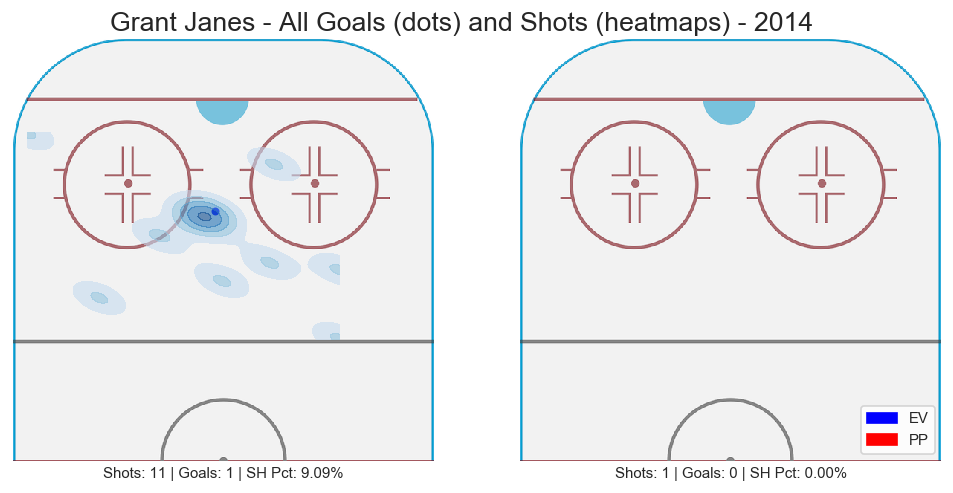 Grant Janes - All Goals (dots) and Shots (heatmaps) - 2014
EV
PP
Shots: 11 | Goals: 1 | SH Pct: 9.09%
Shots: 1 | Goals: 0 | SH Pct: 0.00%